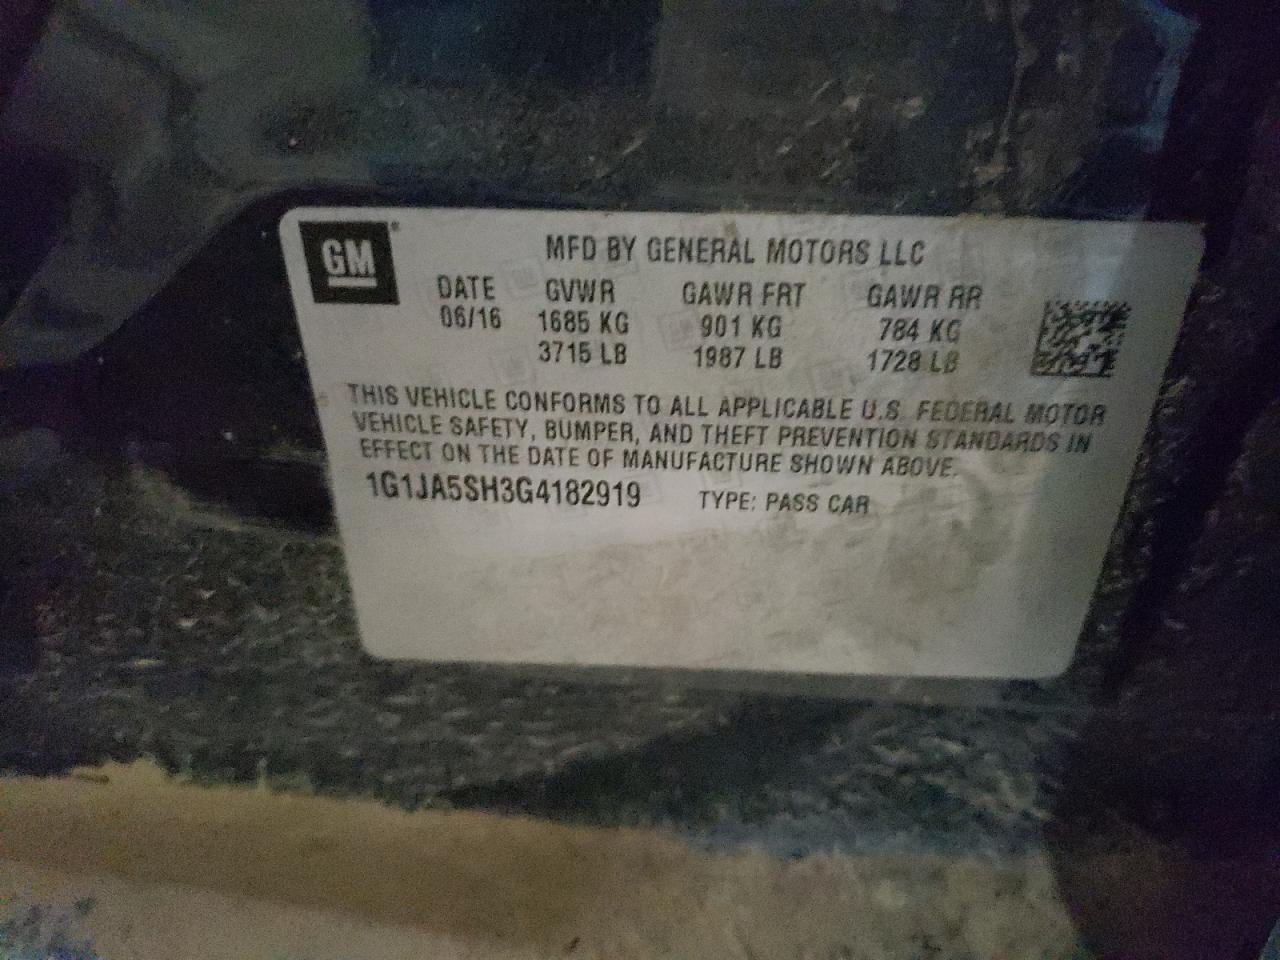 GM®
MFD BY GENERAL MOTORS LLC
DATE GVWR GAWR FRT GAWR RR
06/16 1685 KG 901 KG 784 KG
3715 LB 1987 LB 1728 LB
THIS VEHICLE CONFORMS TO ALL APPLICABLE U.S. FEDERAL MOTOR
VEHICLE SAFETY, BUMPER, AND THEFT PREVENTION STANDARDS IN
EFFECT ON THE DATE OF MANUFACTURE SHOWN ABOVE.
1G1JA5SH3G4182919 TYPE: PASS CAR